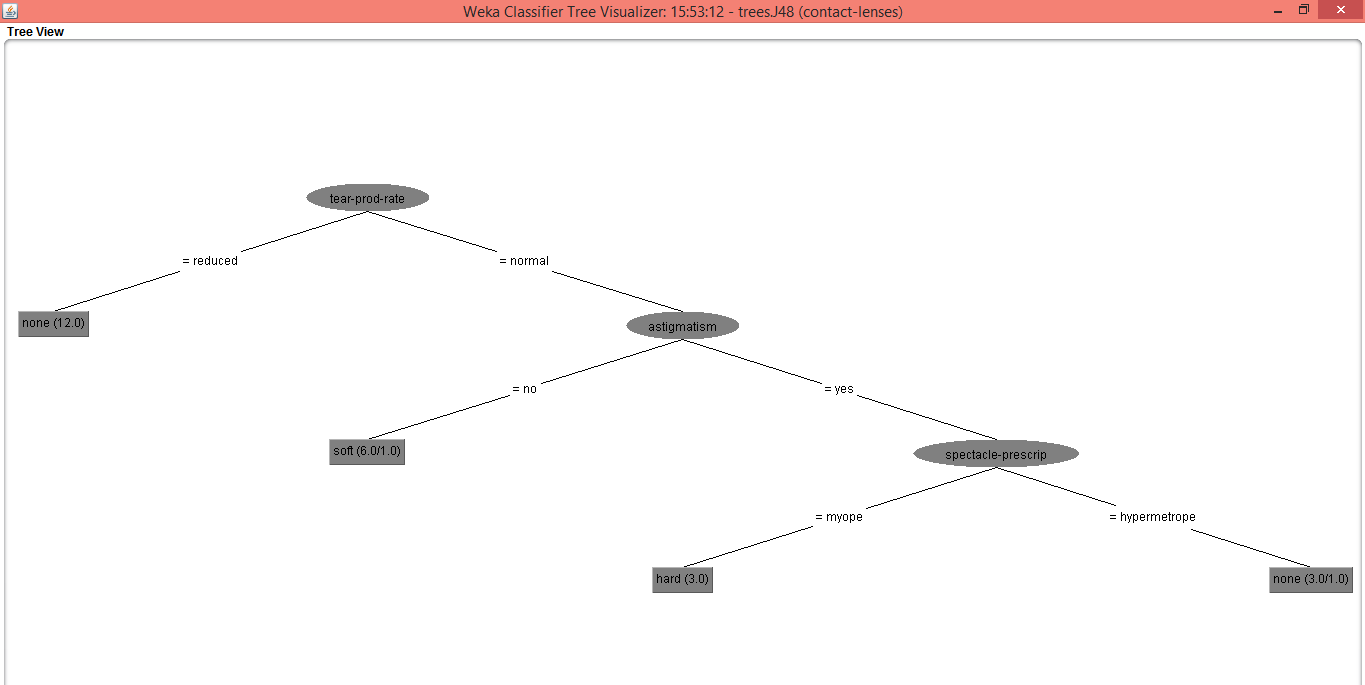 Weka Classifier Tree Visualizer: 15:53:12 - trees.J48 (contact-lenses)
Tree View
tear-prod-rate
= reduced
= normal
none (12.0)
astigmatism
= no
= yes
soft (6.0/1.0)
spectacle-prescrip
= myope
= hypermetrope
hard (3.0)
none (3.0/1.0)